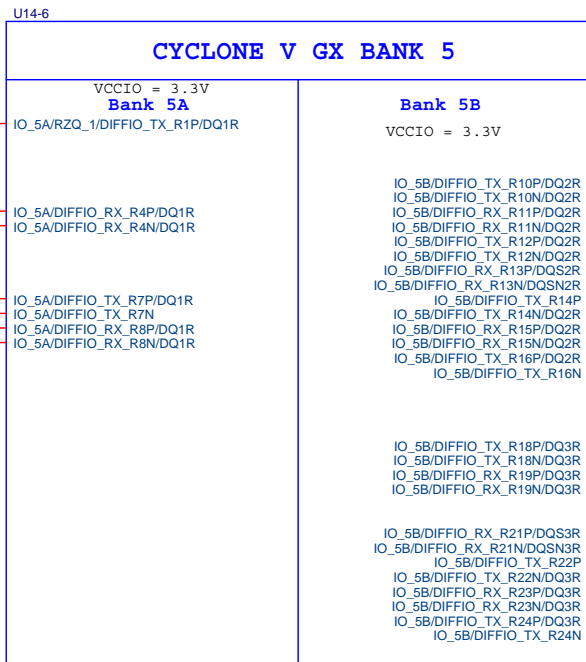 U14-6
CYCLONE V GX BANK 5
VCCIO = 3.3V
Bank 5A
IO_5A/RZQ_1/DIFFIO_TX_R1P/DQ1R
IO_5A/DIFFIO_RX_R4P/DQ1R
IO_5A/DIFFIO_RX_R4N/DQ1R
IO_5A/DIFFIO_TX_R7P/DQ1R
IO_5A/DIFFIO_TX_R7N
IO_5A/DIFFIO_RX_R8P/DQ1R
IO_5A/DIFFIO_RX_R8N/DQ1R
Bank 5B
VCCIO = 3.3V
IO_5B/DIFFIO_TX_R10P/DQ2R
IO_5B/DIFFIO_TX_R10N/DQ2R
IO_5B/DIFFIO_RX_R11P/DQ2R
IO_5B/DIFFIO_RX_R11N/DQ2R
IO_5B/DIFFIO_TX_R12P/DQ2R
IO_5B/DIFFIO_TX_R12N/DQ2R
IO_5B/DIFFIO_RX_R13P/DQS2R
IO_5B/DIFFIO_RX_R13N/DQSN2R
IO_5B/DIFFIO_TX_R14P
IO_5B/DIFFIO_TX_R14N/DQ2R
IO_5B/DIFFIO_RX_R15P/DQ2R
IO_5B/DIFFIO_RX_R15N/DQ2R
IO_5B/DIFFIO_TX_R16P/DQ2R
IO_5B/DIFFIO_TX_R16N
IO_5B/DIFFIO_TX_R18P/DQ3R
IO_5B/DIFFIO_TX_R18N/DQ3R
IO_5B/DIFFIO_RX_R19P/DQ3R
IO_5B/DIFFIO_RX_R19N/DQ3R
IO_5B/DIFFIO_RX_R21P/DQS3R
IO_5B/DIFFIO_RX_R21N/DQSN3R
IO_5B/DIFFIO_TX_R22P
IO_5B/DIFFIO_TX_R22N/DQ3R
IO_5B/DIFFIO_RX_R23P/DQ3R
IO_5B/DIFFIO_RX_R23N/DQ3R
IO_5B/DIFFIO_TX_R24P/DQ3R
IO_5B/DIFFIO_TX_R24N